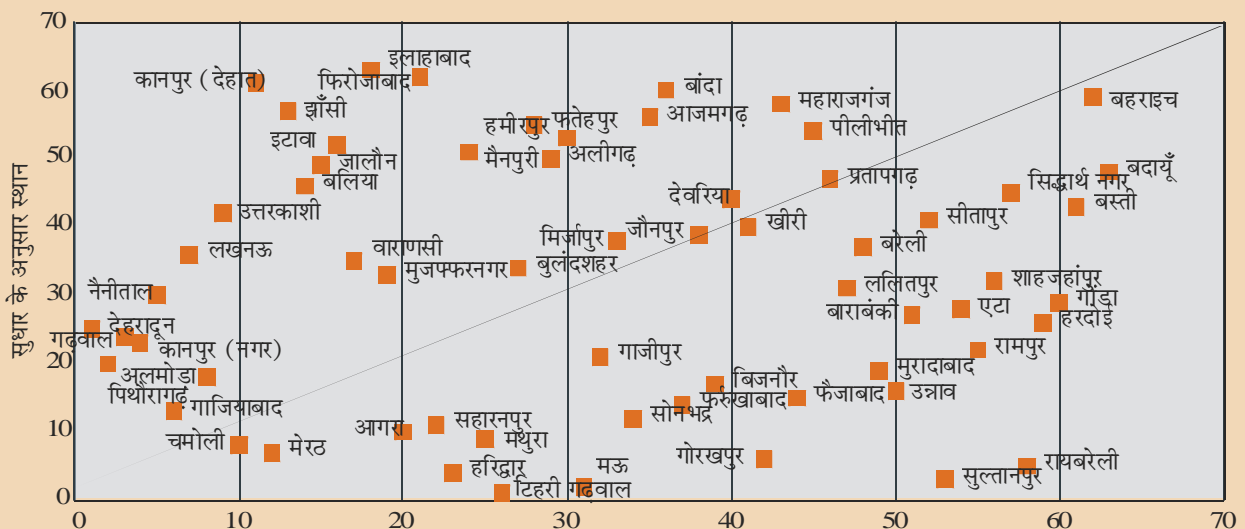 70
इलाहाबाद
कानपुर (देहात)
फिरोजाबाद
60
बांदा
महाराजगंज
बहराइच
झाँसी
आजमगढ़
हमीरपुर
फतेहपुर
पीलीभीत
इटावा
50
जालौन
मैनपुरी
अलीगढ़
बलिया
प्रतापगढ़
सिद्धार्थ नगर
बदायूँ
देवरिया
बस्ती
40
उत्तरकाशी
खीरी
सीतापुर
जौनपुर
मिर्जापुर
लखनऊ
वाराणसी
बरेली
मुजफ्फरनगर
बुलंदशहर
सुधार के अनुसार स्थान
30
नैनीताल
ललितपुर
शाहजहांपुर
बाराबंकी
एटा
गोंडा
हरदोई
देहरादून
गढ़वाल
कानपुर (नगर)
गाजीपुर
रामपुर
20
अलमोड़ा
मुरादाबाद
बिजनौर
पिथौरागढ़
गाजियाबाद
सोनभद्र
फर्रुखाबाद
फैजाबाद
उन्नाव
10
आगरा
सहारनपुर
चमोली
मेरठ
मथुरा
गोरखपुर
हरिद्वार
मऊ
रायबरेली
टिहरी गढ़वाल
सुल्तानपुर
0
0 10 20 30 40 50 60 70